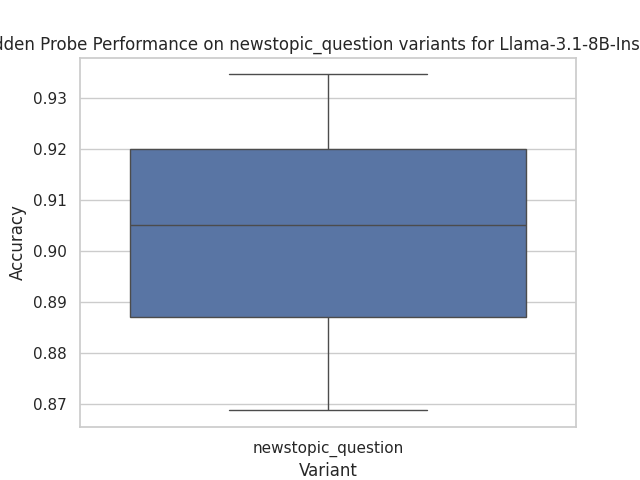 dden Probe Performance on newstopic_question variants for Llama-3.1-8B-Ins
0.93
0.92
0.91
0.90
0.89
0.88
0.87
Accuracy
newstopic_question
Variant